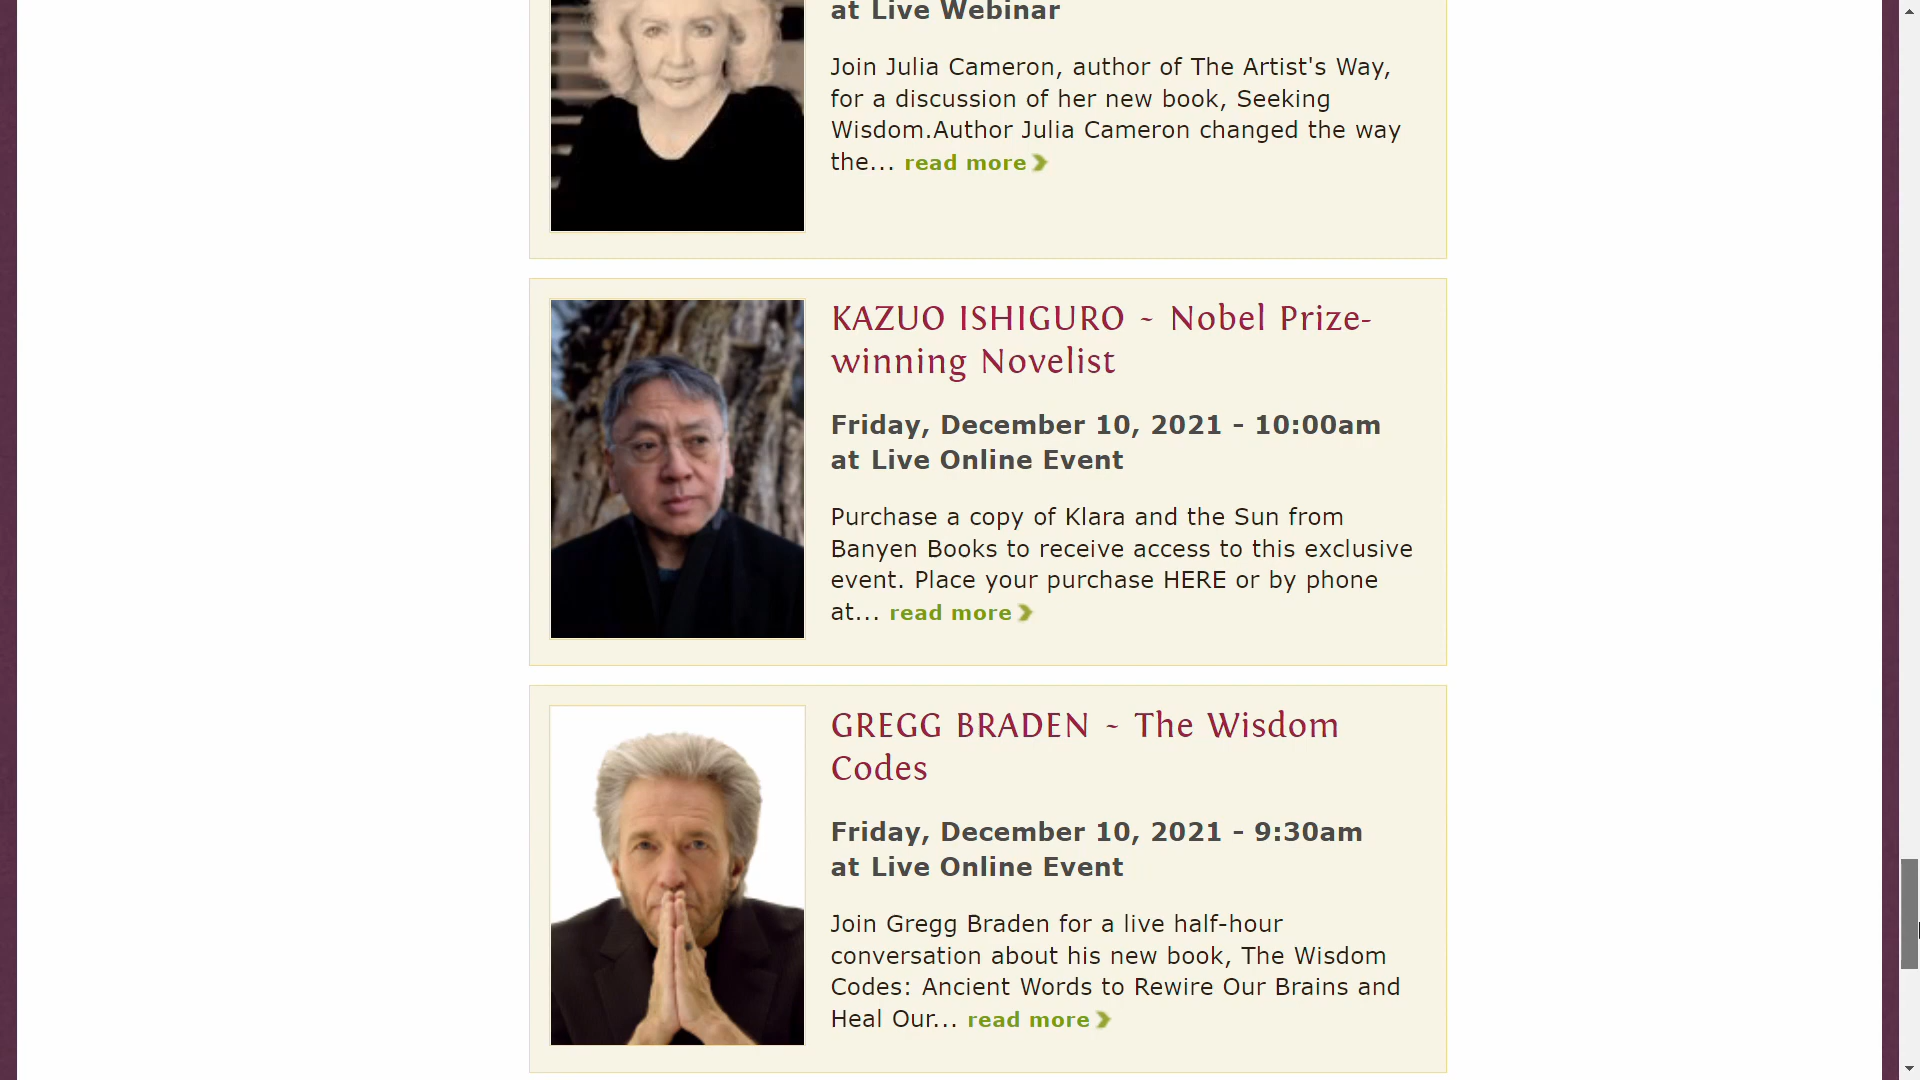 at Live Webinar
Join Julia Cameron, author of The Artist's Way,
for a discussion of her new book, Seeking
Wisdom.Author Julia Cameron changed the way
the... read more
KAZUO ISHIGURO ~ Nobel Prize-
winning Novelist
Friday, December 10, 2021 - 10:00am
at Live Online Event
Purchase a copy of Klara and the Sun from
Banyen Books to receive access to this exclusive
event. Place your purchase HERE or by phone
at... read more
GREGG BRADEN ~ The Wisdom
Codes
Friday, December 10, 2021 - 9:30am
at Live Online Event
Join Gregg Braden for a live half-hour
conversation about his new book, The Wisdom
Codes: Ancient Words to Rewire Our Brains and
Heal Our... read more